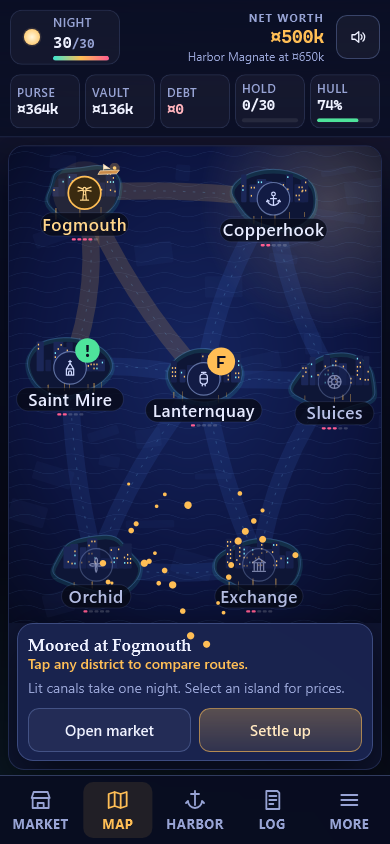 NIGHT
30/30
NET WORTH
¤500k
Harbor Magnate at ¤650k
PURSE
¤364k
VAULT
¤136k
DEBT
¤0
HOLD
0/30
HULL
74%
Fogmouth
Copperhook
!
F
Saint Mire
Lanternquay
Sluices
Orchid
Exchange
Moored at Fogmouth
Tap any district to compare routes.
Lit canals take one night. Select an island for prices.
Open market
Settle up
MARKET
MAP
HARBOR
LOG
MORE